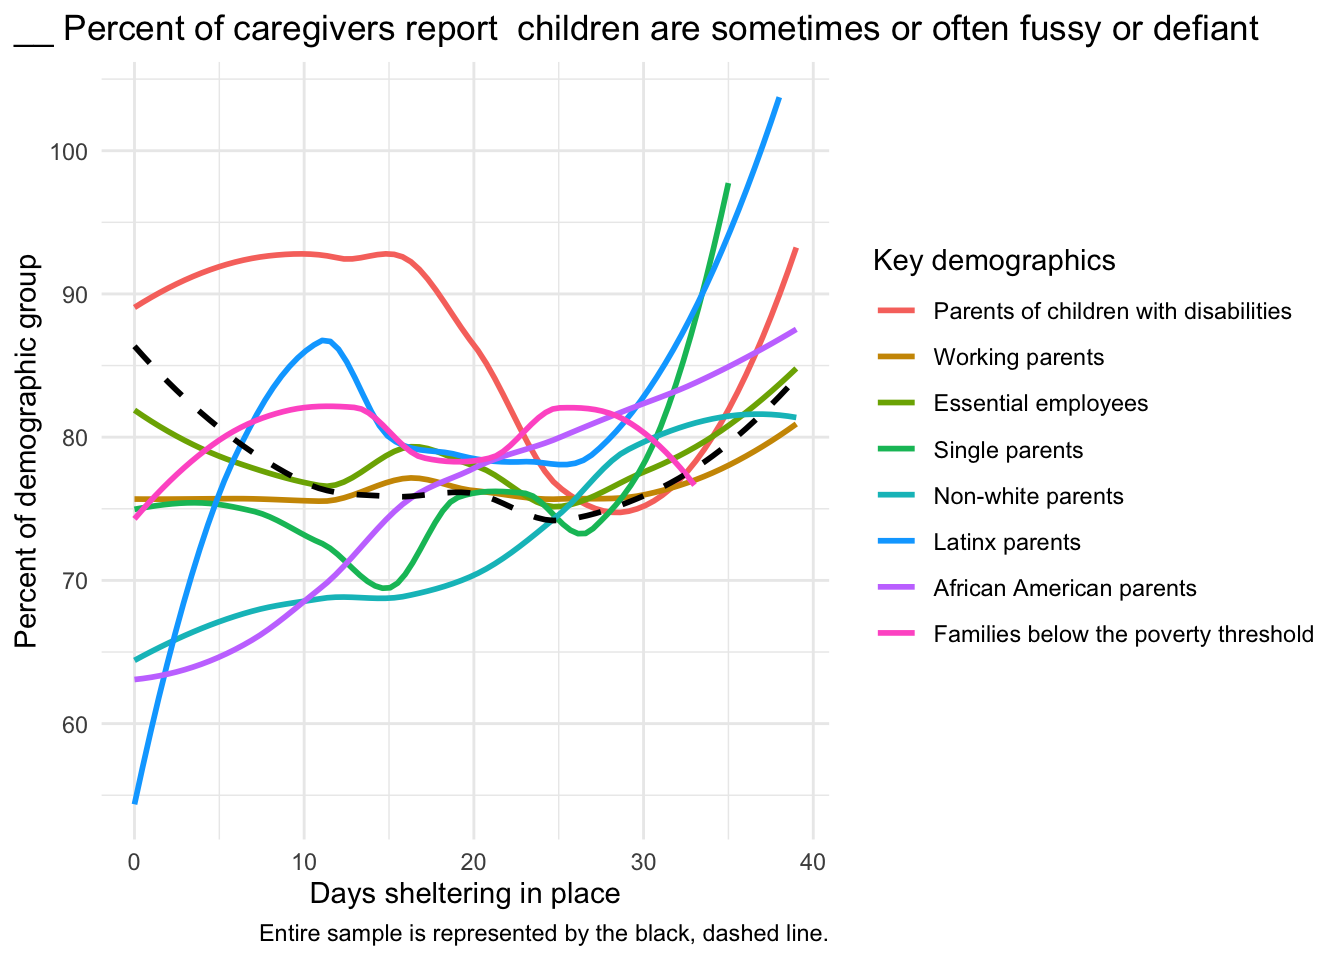 __ Percent of caregivers report  children are sometimes or often fussy or defiant
Percent of demographic group
100
90
80
70
60
0 10 20 30 40
Days sheltering in place
Entire sample is represented by the black, dashed line.
Key demographics
Parents of children with disabilities
Working parents
Essential employees
Single parents
Non-white parents
Latinx parents
African American parents
Families below the poverty threshold